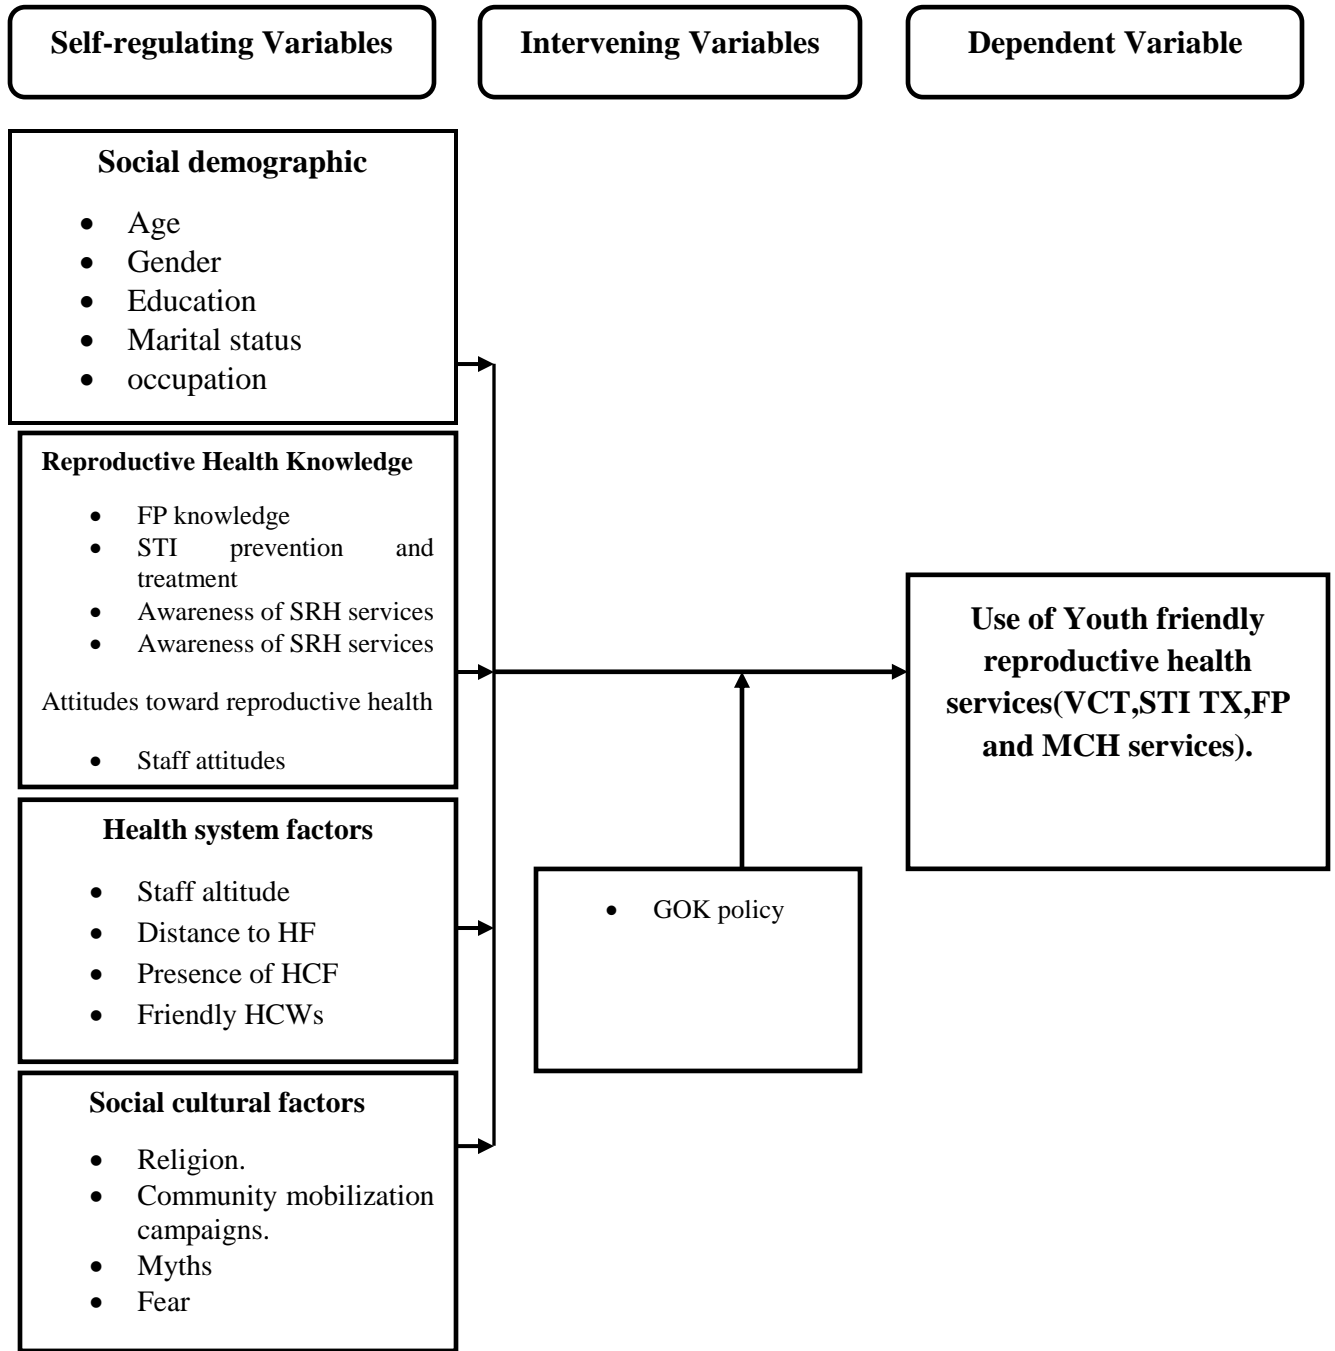 Self-regulating Variables
Intervening Variables
Dependent Variable
Social demographic
• Age
• Gender
• Education
• Marital status
• occupation
Reproductive Health Knowledge
• FP knowledge
• STI prevention and
treatment
• Awareness of SRH services
• Awareness of SRH services
Attitudes toward reproductive health
• Staff attitudes
Health system factors
• Staff altitude
• Distance to HF
• Presence of HCF
• Friendly HCWs
Social cultural factors
• Religion.
• Community mobilization
campaigns.
• Myths
• Fear
• GOK policy
Use of Youth friendly
reproductive health
services(VCT,STI TX,FP
and MCH services).